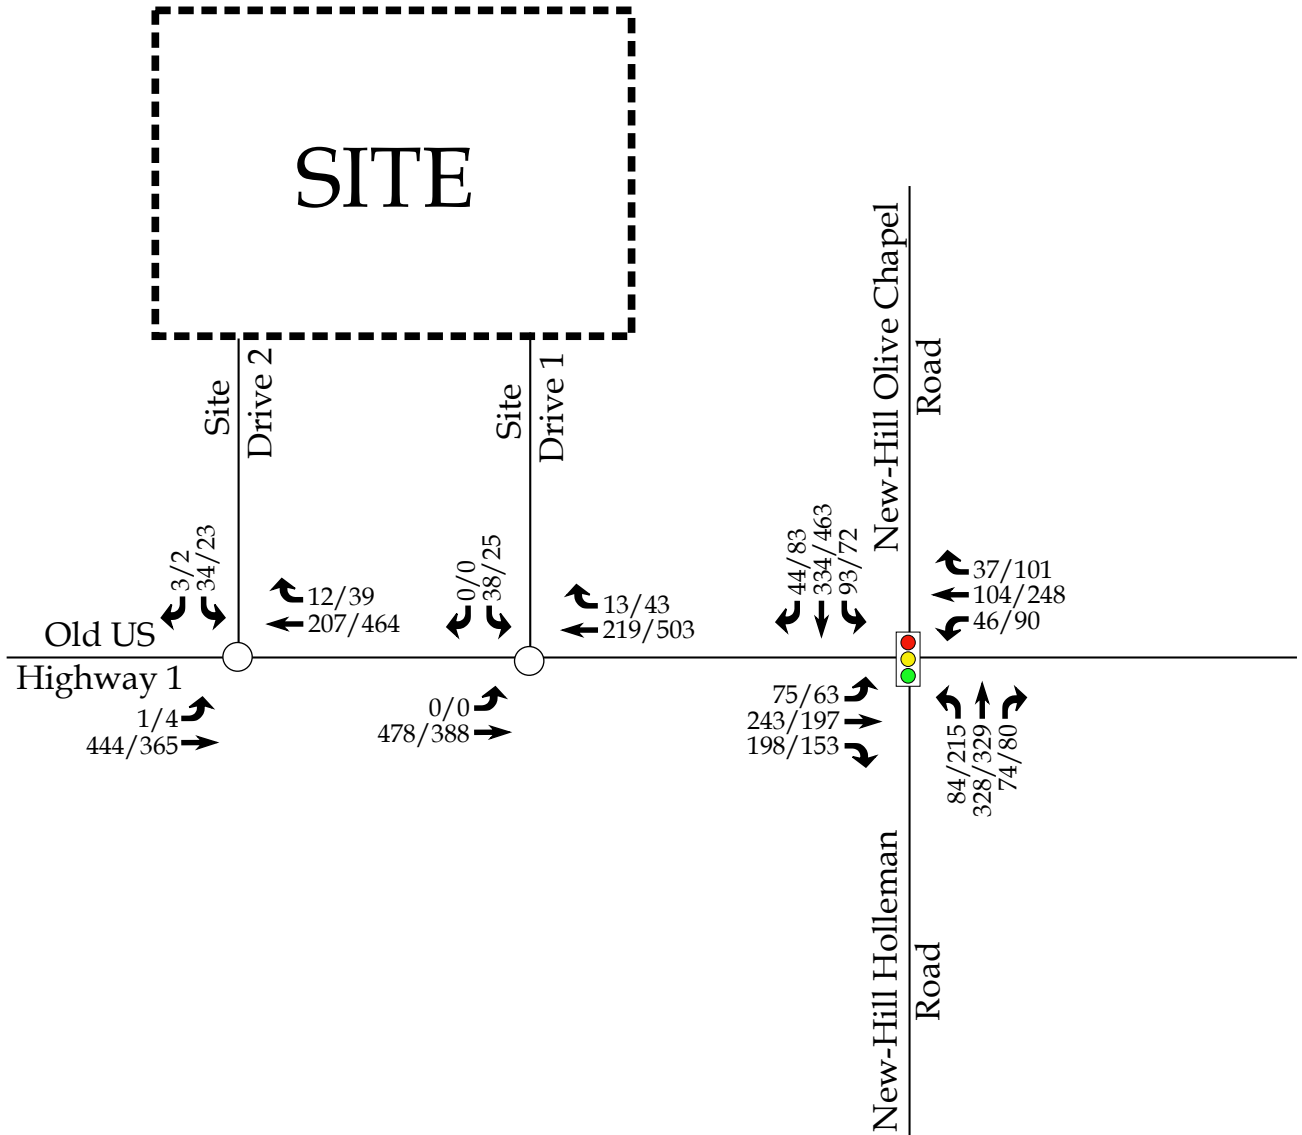 SITE
Site
Drive 2
Site
Drive 1
New-Hill Olive Chapel
Road
3/2
34/23
12/39
207/464
0/0
38/25
13/43
219/503
44/83
334/463
93/72
37/101
104/248
46/90
Old US
Highway 1
1/4
444/365
0/0
478/388
75/63
243/197
198/153
84/215
328/329
74/80
New-Hill Holleman
Road